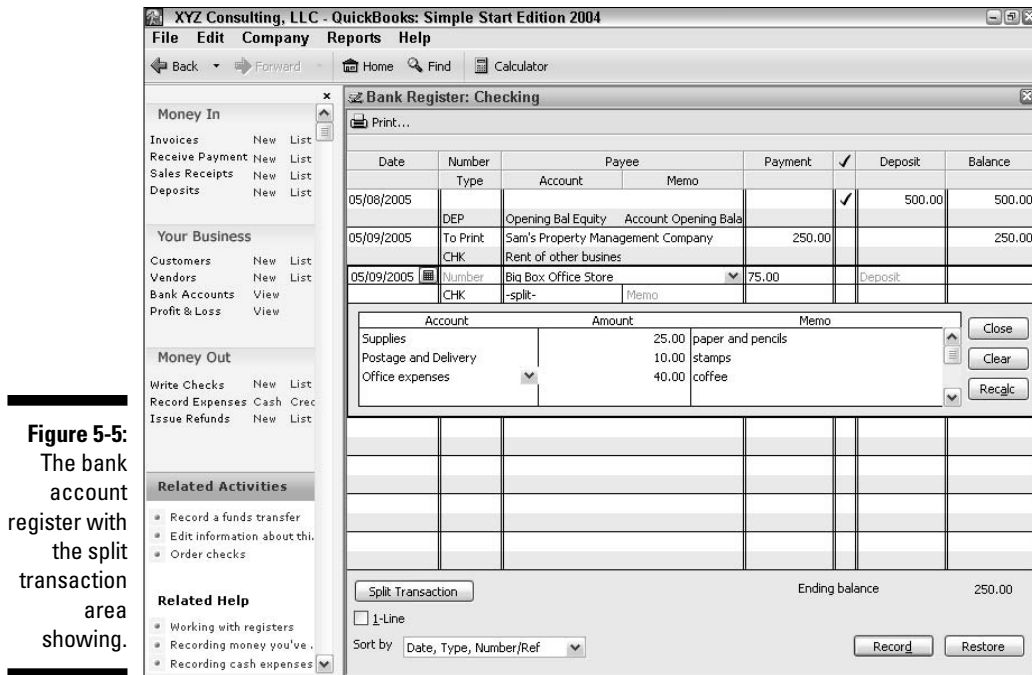 XYZ Consulting, LLC - QuickBooks: Simple Start Edition 2004
File Edit Company Reports Help
Back Forward Home Find Calculator
Money In
Invoices New List
Receive Payment New List
Sales Receipts New List
Deposits New List
Your Business
Customers New List
Vendors New List
Bank Accounts View
Profit & Loss View
Money Out
Write Checks New List
Record Expenses Cash Cred
Issue Refunds New List
Related Activities
Record a funds transfer
Edit information about thi.
Order checks
Related Help
Working with registers
Recording money you've .
Recording cash expenses
Bank Register: Checking
Print...
Date Number Payee Payment ✓ Deposit Balance
Type Account Memo
05/08/2005 ✓ 500.00 500.00
DEP Opening Bal Equity Account Opening Bala
05/09/2005 To Print Sam's Property Management Company 250.00 250.00
CHK Rent of other busines
05/09/2005 Number Big Box Office Store 75.00 Deposit
CHK -split- Memo
Account Amount Memo
Supplies 25.00 paper and pencils
Postage and Delivery 10.00 stamps
Office expenses 40.00 coffee
Close
Clear
Recalc
Split Transaction Ending balance 250.00
1-Line
Sort by Date, Type, Number/Ref Record Restore
Figure 5-5:
The bank
account
register with
the split
transaction
area
showing.